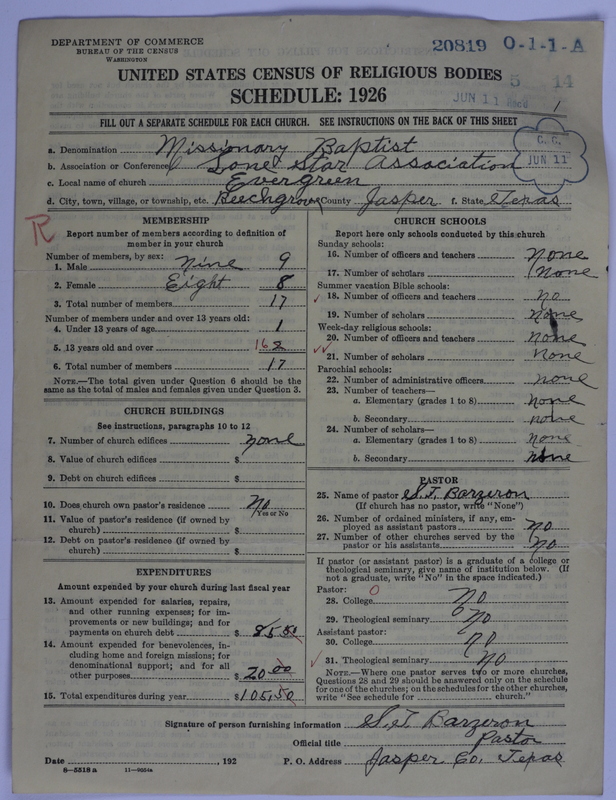 DEPARTMENT OF COMMERCE
BUREAU OF THE CENSUS
WASHINGTON
20819 O-1-1-A
UNITED STATES CENSUS OF RELIGIOUS BODIES
5 14
SCHEDULE: 1926
JUN 11 Recd
1
FILL OUT A SEPARATE SCHEDULE FOR EACH CHURCH. SEE INSTRUCTIONS ON THE BACK OF THIS SHEET
C. C.
JUN 11
a. Denomination Missionary Baptist
b. Association or Conference Lone Star Association
c. Local name of church Evergreen
d. City, town, village, or township, etc. Beechgrove County Jasper f. State Texas
R
MEMBERSHIP
Report number of members according to definition of
member in your church
Number of members, by sex:
1. Male Nine 9
2. Female Eight 8
3. Total number of members 17
Number of members under and over 13 years old:
4. Under 13 years of age 1
5. 13 years old and over 16 2
6. Total number of members 17
NOTE.—The total given under Question 6 should be the
same as the total of males and females given under Question 3.
CHURCH BUILDINGS
See instructions, paragraphs 10 to 12
7. Number of church edifices none
8. Value of church edifices $
9. Debt on church edifices $
10. Does church own pastor's residence No
Yes or No
11. Value of pastor's residence (if owned by
church) $
12. Debt on pastor's residence (if owned by
church) $
EXPENDITURES
Amount expended by your church during last fiscal year
13. Amount expended for salaries, repairs,
and other running expenses; for im-
provements or new buildings; and for
payments on church debt $ 85.50
14. Amount expended for benevolences, in-
cluding home and foreign missions; for
denominational support; and for all
other purposes $ 20.00
15. Total expenditures during year $ 105,50
CHURCH SCHOOLS
Report here only schools conducted by this church
Sunday schools:
16. Number of officers and teachers None
17. Number of scholars None
Summer vacation Bible schools:
18. Number of officers and teachers No
19. Number of scholars None
Week-day religious schools:
20. Number of officers and teachers None
21. Number of scholars None
Parochial schools:
22. Number of administrative officers none
23. Number of teachers—
a. Elementary (grades 1 to 8) None
b. Secondary none
24. Number of scholars—
a. Elementary (grades 1 to 8) None
b. Secondary none
PASTOR
25. Name of pastor S. T. Barzeron
(If church has no pastor, write "None")
26. Number of ordained ministers, if any, em-
ployed as assistant pastors no
27. Number of other churches served by the
pastor or his assistants no
If pastor (or assistant pastor) is a graduate of a college or
theological seminary, give name of institution below. (If
not a graduate, write "No" in the space indicated.)
Pastor: O
28. College No
29. Theological seminary No
Assistant pastor:
30. College No
31. Theological seminary No
NOTE.—Where one pastor serves two or more churches,
Questions 28 and 29 should be answered only on the schedule
for one of the churches; on the schedules for the other churches,
write "See schedule for church."
Signature of person furnishing information S. T. Barzeron
Official title Pastor
Date , 192 P. O. Address Jasper Co, Texas
8—5518 a 11—9054a